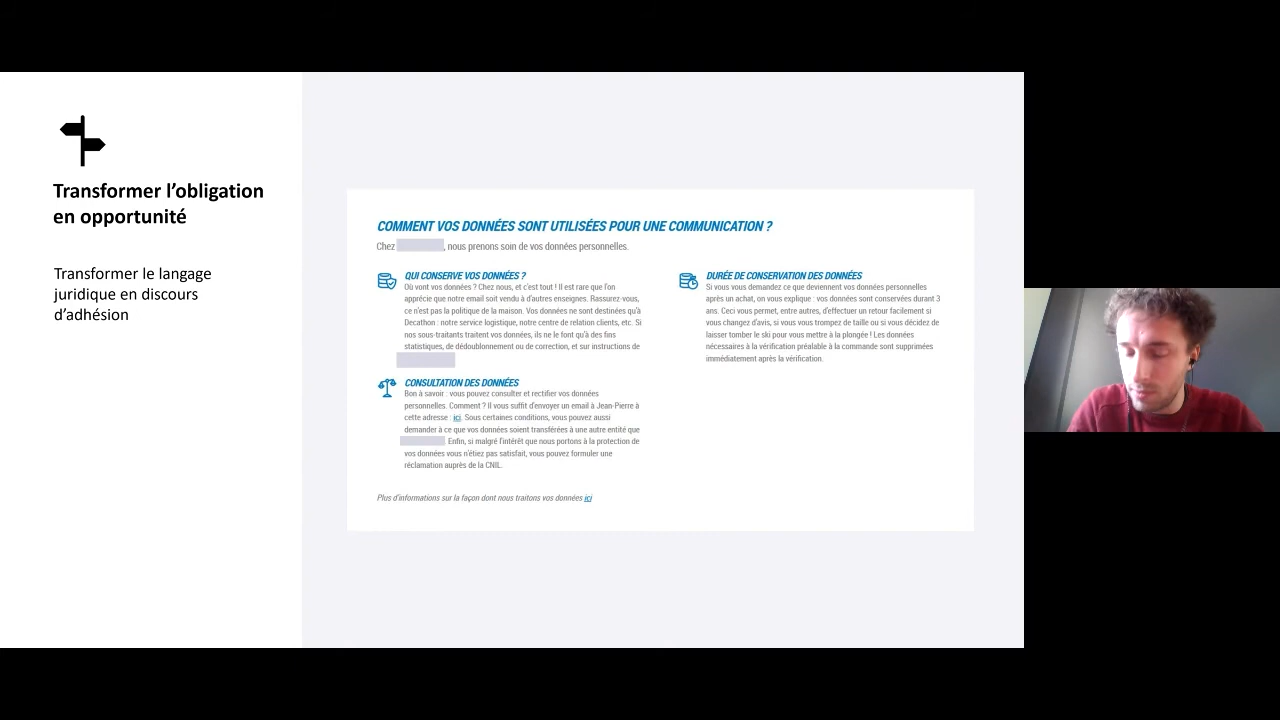 Transformer l'obligation
en opportunité
Transformer le langage
juridique en discours
d'adhésion
COMMENT VOS DONNÉES SONT UTILISÉES POUR UNE COMMUNICATION ?
Chez , nous prenons soin de vos données personnelles.
QUI CONSERVE VOS DONNÉES ?
Où vont vos données ? Chez nous, et c'est tout ! Il est rare que l'on
apprécie que notre email soit vendu à d'autres enseignes. Rassurez-vous,
ce n'est pas la politique de la maison. Vos données ne sont destinées qu'à
Decathon : notre service logistique, notre centre de relation clients, etc. Si
nos sous-traitants traitent vos données, ils ne le font qu'à des fins
statistiques, de dédoublonnement ou de correction, et sur instructions de
CONSULTATION DES DONNÉES
Bon à savoir : vous pouvez consulter et rectifier vos données
personnelles. Comment ? Il vous suffit d'envoyer un email à Jean-Pierre à
cette adresse : ici. Sous certaines conditions, vous pouvez aussi
demander à ce que vos données soient transférées à une autre entité que
Enfin, si malgré l'intérêt que nous portons à la protection de
vos données vous n'étiez pas satisfait, vous pouvez formuler une
réclamation auprès de la CNIL.
DURÉE DE CONSERVATION DES DONNÉES
Si vous vous demandez ce que deviennent vos données personnelles
après un achat, on vous explique : vos données sont conservées durant 3
ans. Ceci vous permet, entre autres, d'effectuer un retour facilement si
vous changez d'avis, si vous vous trompez de taille ou si vous décidez de
laisser tomber le ski pour vous mettre à la plongée ! Les données
nécessaires à la vérification préalable à la commande sont supprimées
immédiatement après la vérification.
Plus d'informations sur la façon dont nous traitons vos données ici